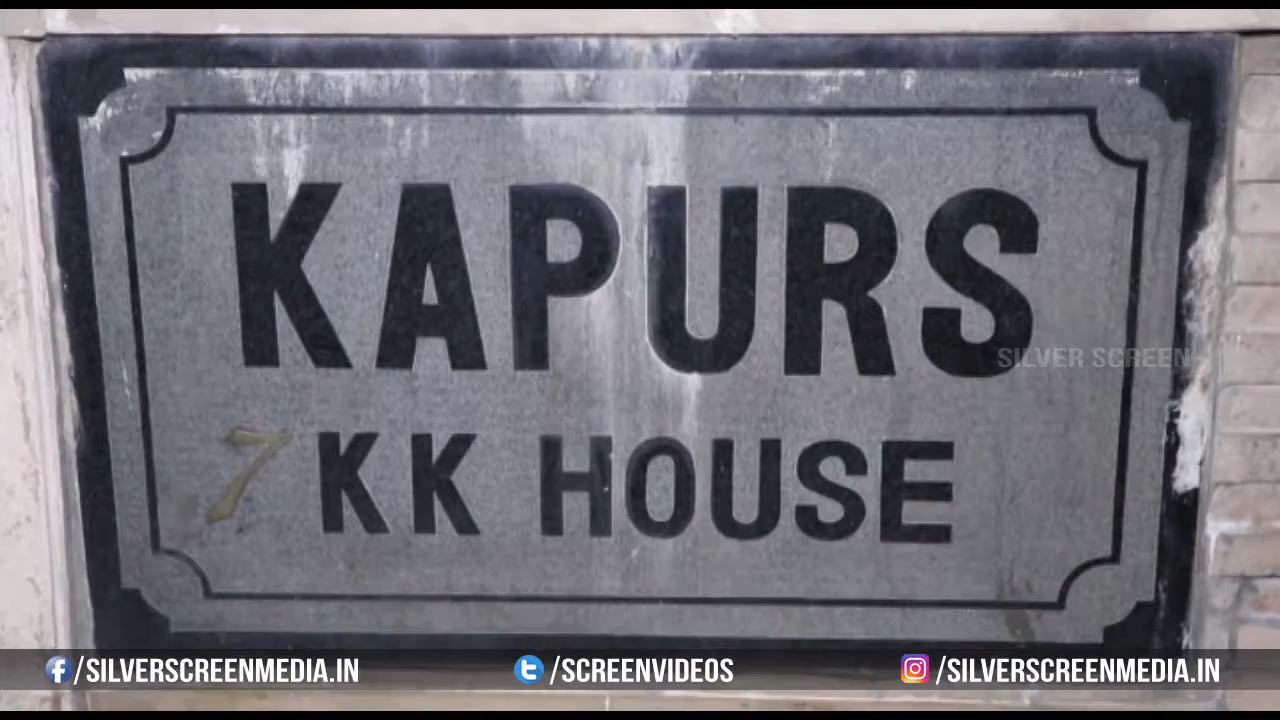 KAPURS
SILVER SCREEN
7 KK HOUSE
/SILVERSCREENMEDIA.IN
/SCREENVIDEOS
/SILVERSCREENMEDIA.IN